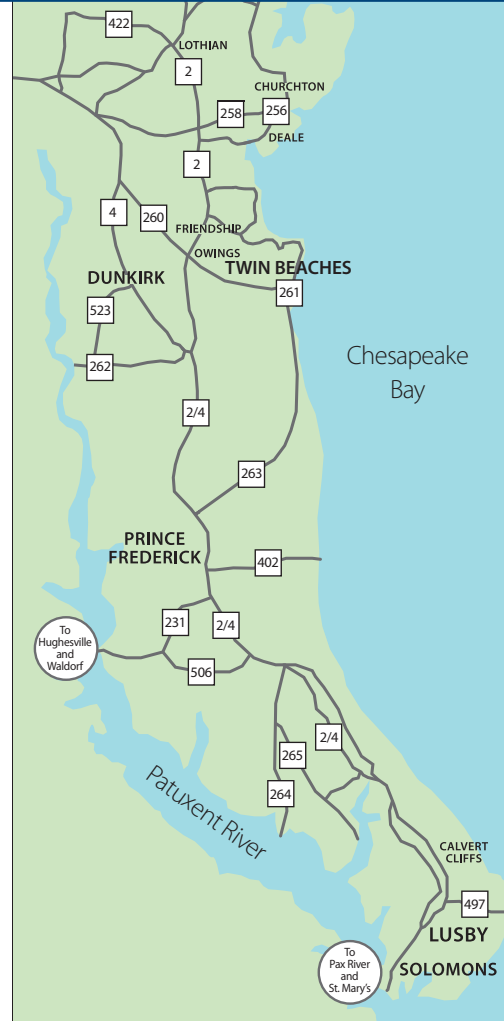 422
LOTHIAN
2
CHURCHTON
258
256
DEALE
2
4
260
FRIENDSHIP
OWINGS
DUNKIRK
TWIN BEACHES
261
523
Chesapeake
Bay
262
2/4
263
PRINCE
FREDERICK
402
231
2/4
To
Hughesville
and
Waldorf
506
2/4
265
264
Patuxent River
CALVERT
CLIFFS
497
LUSBY
To
Pax River
and
St. Mary's
SOLOMONS